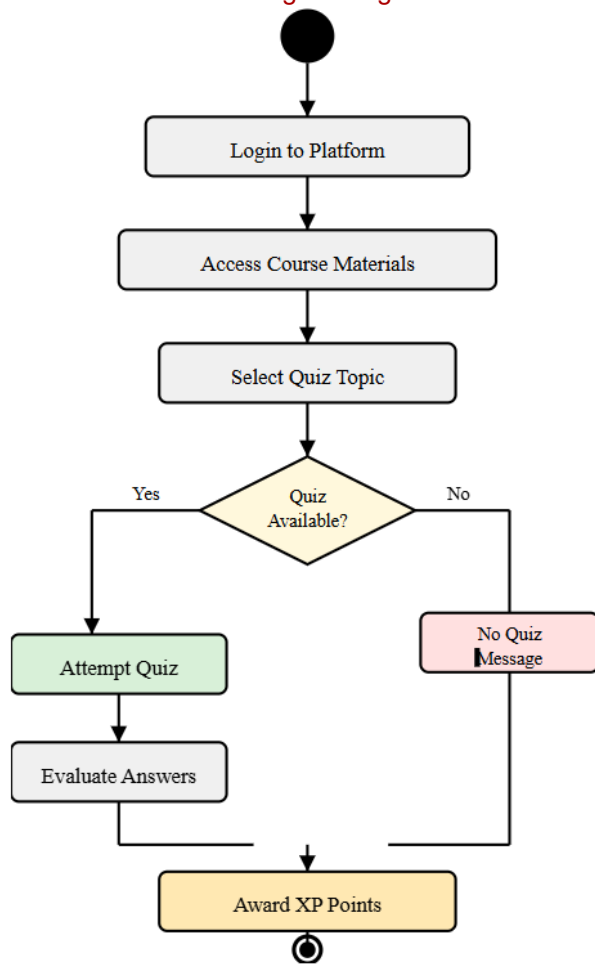 Login to Platform
Access Course Materials
Select Quiz Topic
Yes
Quiz
Available?
No
Attempt Quiz
No Quiz
Message
Evaluate Answers
Award XP Points